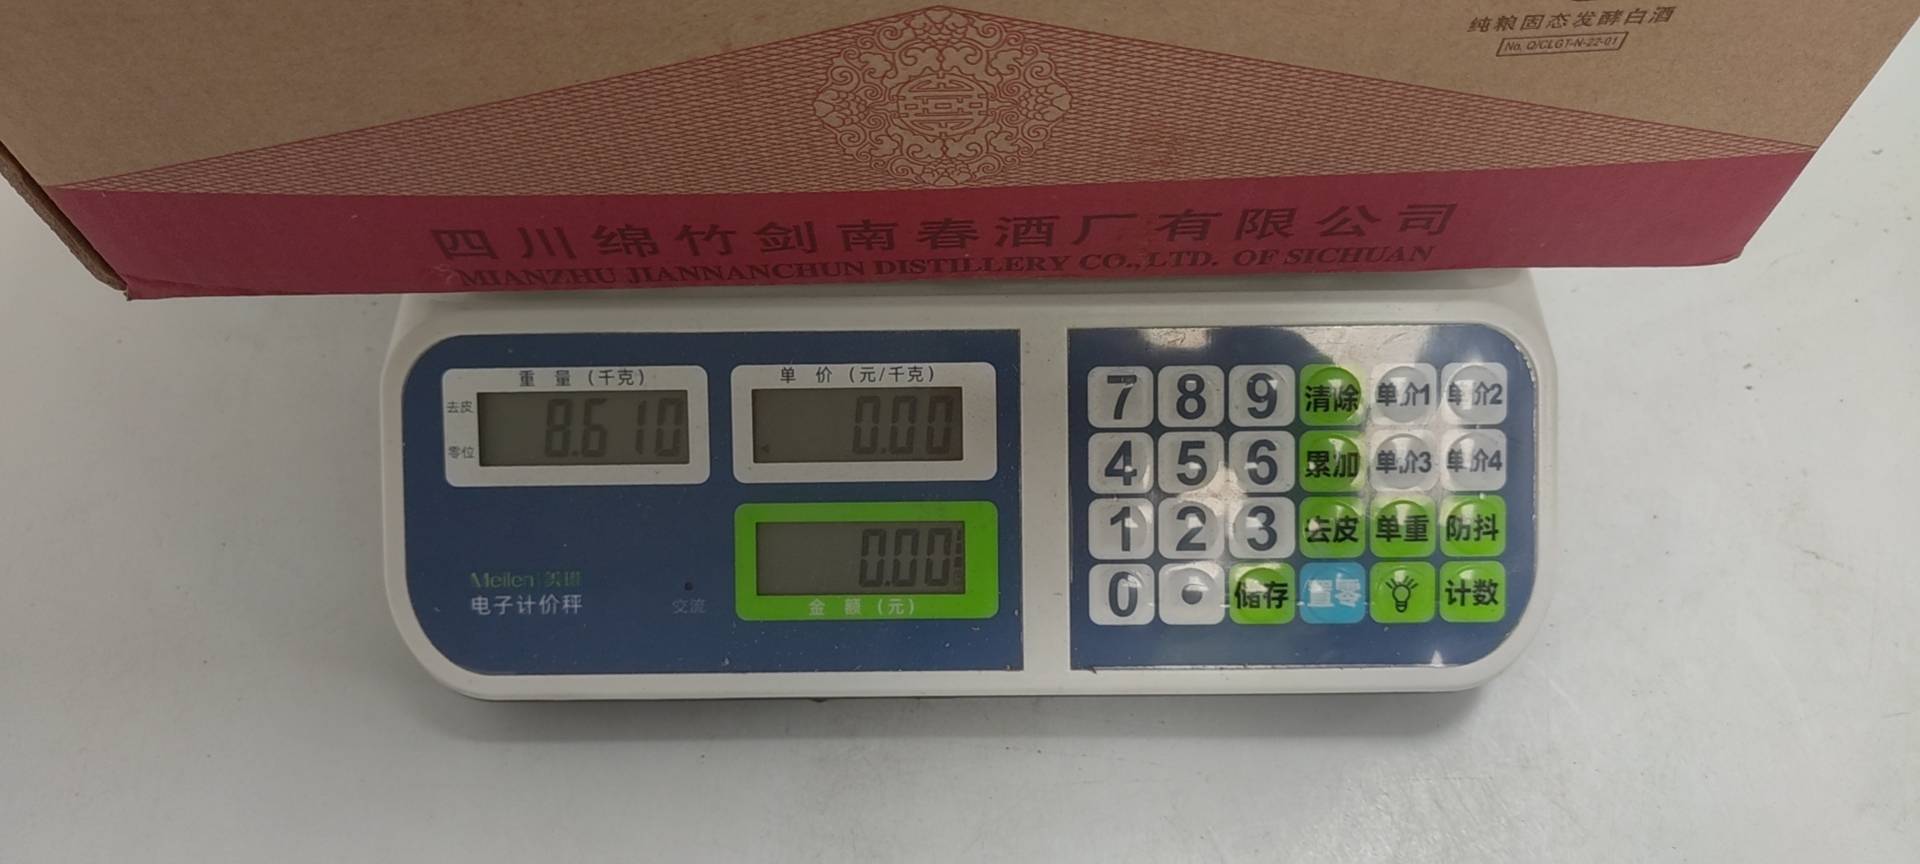 纯粮固态发酵白酒
No. Q/CLGT-N-22-01
四川绵竹剑南春酒厂有限公司
MIANZHU JIANNANCHUN DISTILLERY CO.,LTD. OF SICHUAN
重量(千克)
去皮
零位
8.610
单价(元/千克)
0.00
0.00
金额(元)
Meilen
电子计价秤
交流
7 8 9 清除 单价1 单价2
4 5 6 累加 单价3 单价4
1 2 3 去皮 单重 防抖
0 . 储存 置零 计数